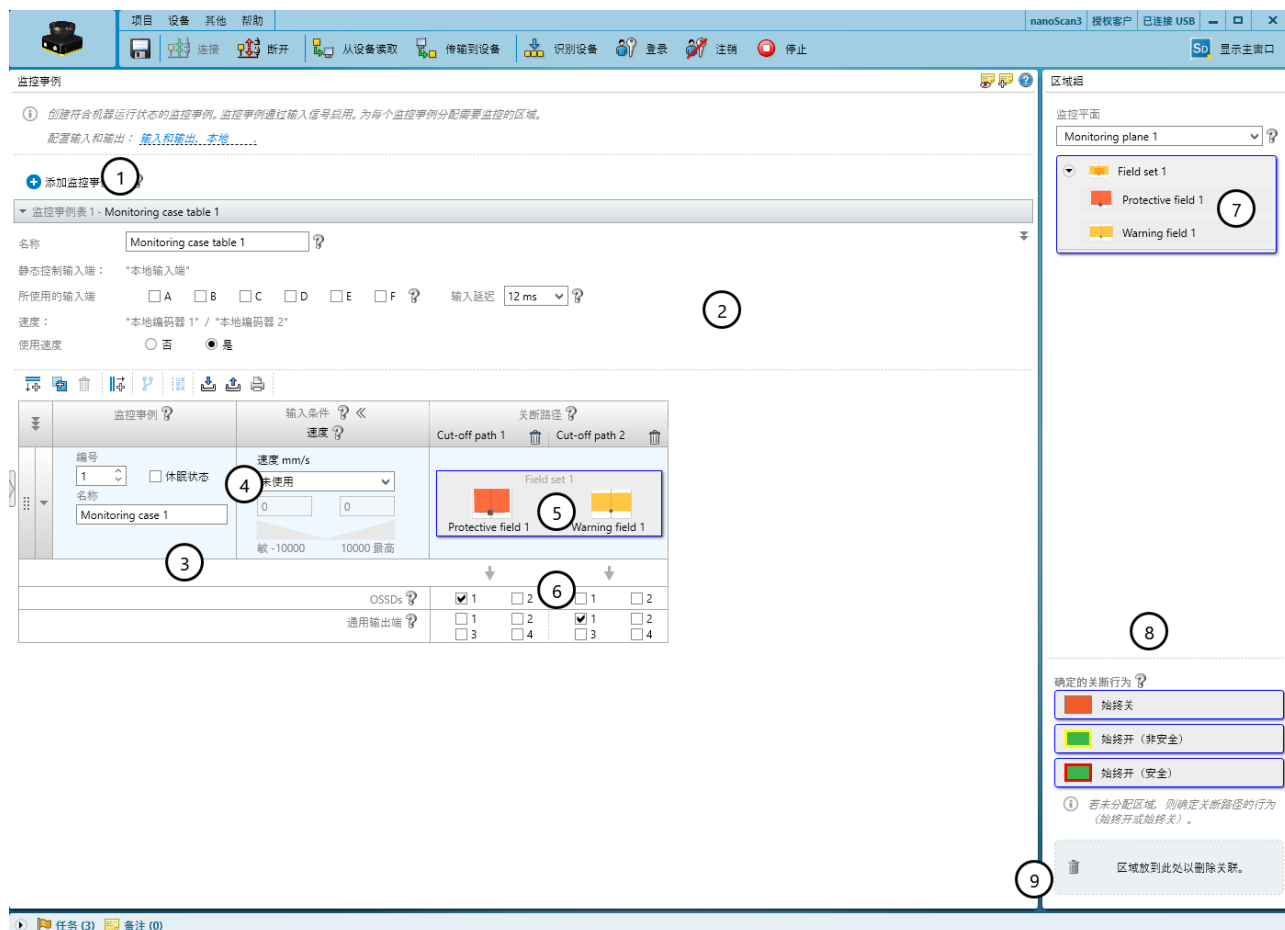 项目 设备 其他 帮助
nanoScan3 授权客户 已连接 USB
连接 断开 从设备读取 传输到设备 识别设备 登录 注销 停止 SD 显示主窗口
监控事例
创建符合机器运行状态的监控事例。监控事例通过输入信号启用。为每个监控事例分配需要监控的区域。
配置输入和输出： 输入和输出, 本地
添加监控事 1
监控事例表 1 - Monitoring case table 1
名称 Monitoring case table 1
静态控制输入端： "本地输入端"
所使用的输入端 A B C D E F 输入延迟 12 ms
2
速度： "本地编码器 1" / "本地编码器 2"
使用速度 否 是
监控事例 输入条件 关断路径
速度 Cut-off path 1 Cut-off path 2
编号
1 休眠状态
名称
Monitoring case 1
3
速度 mm/s
4 未使用
0 0
敏 -10000 10000 最高
Field set 1
5
Protective field 1 Warning field 1
6
OSSDs 1 2 1 2
通用输出端 1 2 1 2
3 4 3 4
区域组
监控平面
Monitoring plane 1
Field set 1
Protective field 1
7
Warning field 1
8
确定的关断行为
始终关
始终开（非安全）
始终开（安全）
若未分配区域，则确定关断路径的行为
（始终开或始终关）。
9
区域放到此处以删除关联。
任务 (3) 备注 (0)